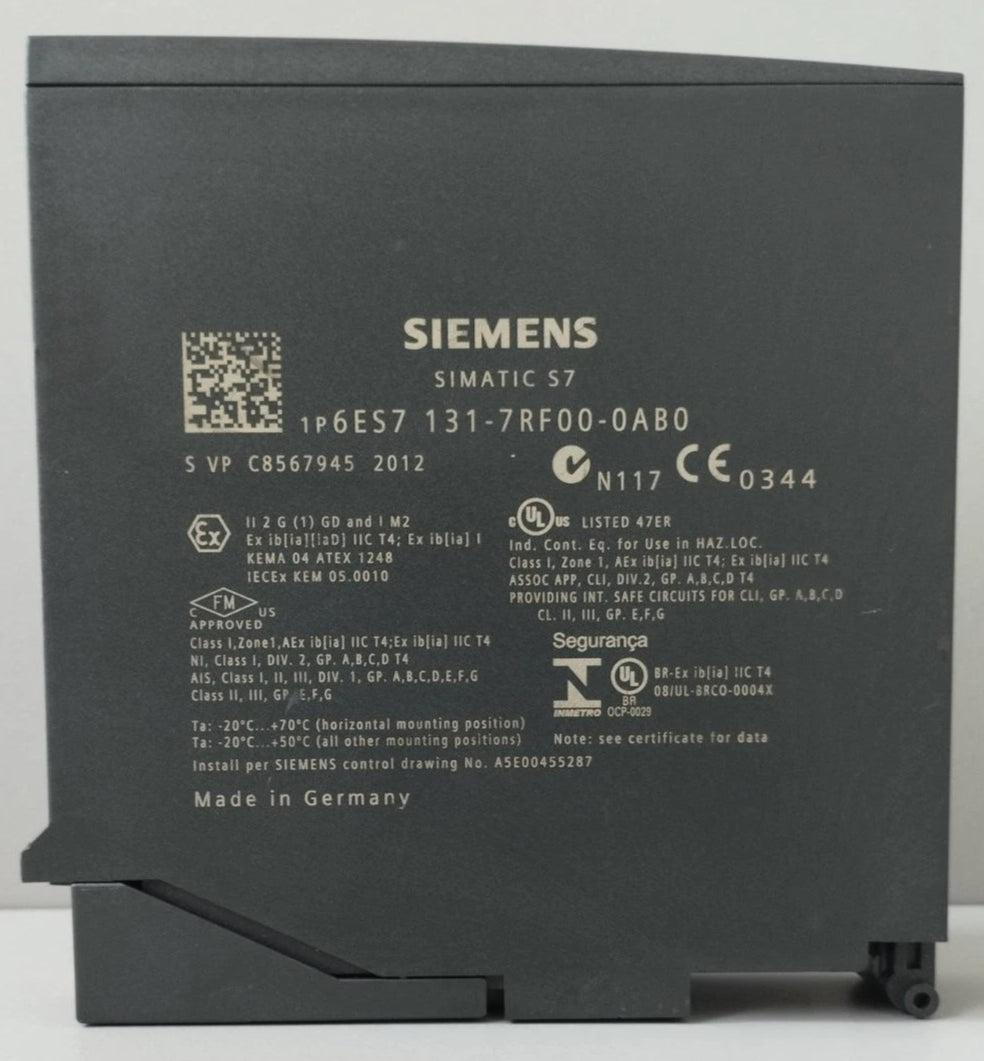 SIEMENS
SIMATIC S7
1P6ES7 131-7RF00-0AB0
S VP C8567945 2012
N117 CE 0344
Ex
II 2 G (1) GD and I M2
Ex ib[ia][iaD] IIC T4; Ex ib[ia] I
KEMA 04 ATEX 1248
IECEx KEM 05.0010
C FM US
APPROVED
Class I,Zone1,AEx ib[ia] IIC T4;Ex ib[ia] IIC T4
NI, Class I, DIV. 2, GP. A,B,C,D T4
AIS, Class I, II, III, DIV. 1, GP. A,B,C,D,E,F,G
Class II, III, GP E,F,G
c UL us LISTED 47ER
Ind. Cont. Eq. for Use in HAZ.LOC.
Class I, Zone 1, AEx ib[ia] IIC T4; Ex ib[ia] IIC T4
ASSOC APP, CLI, DIV.2, GP. A,B,C,D T4
PROVIDING INT. SAFE CIRCUITS FOR CLI, GP. A,B,C,D
CL. II, III, GP. E,F,G
Segurança
INMETRO
UL
BR
OCP-0029
BR-Ex ib[ia] IIC T4
08/UL-BRCO-0004X
Ta: -20°C...+70°C (horizontal mounting position)
Ta: -20°C...+50°C (all other mounting positions)
Note: see certificate for data
Install per SIEMENS control drawing No. A5E00455287
Made in Germany